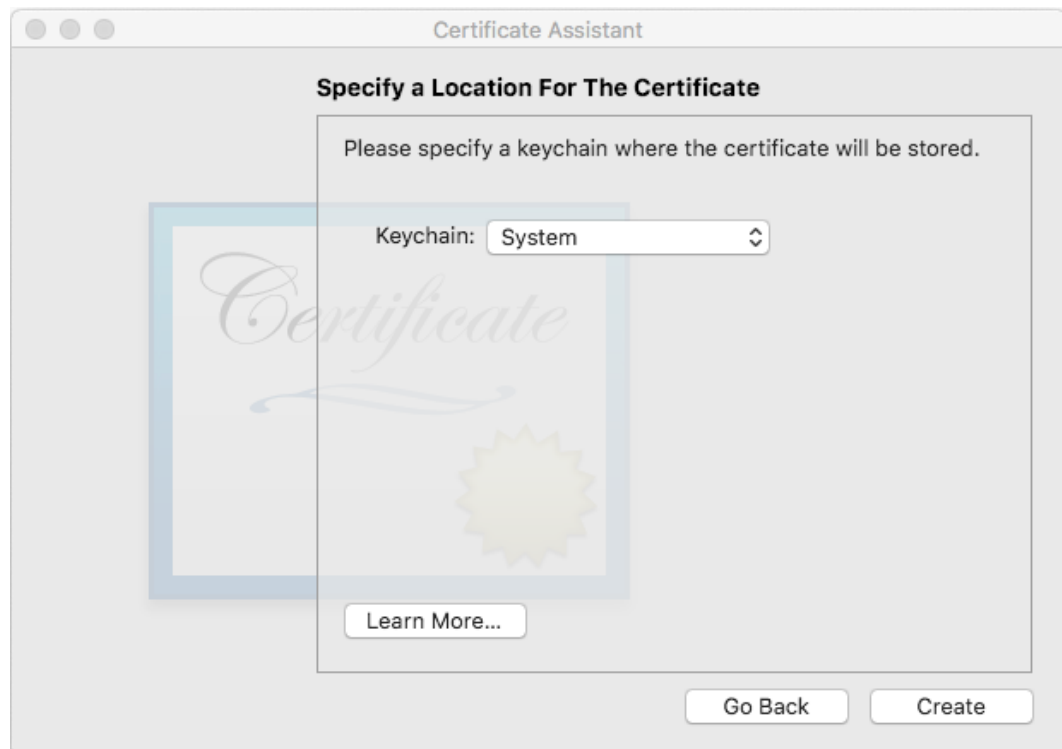 Certificate Assistant
Specify a Location For The Certificate
Please specify a keychain where the certificate will be stored.
Keychain: System
Certificate
Learn More...
Go Back Create